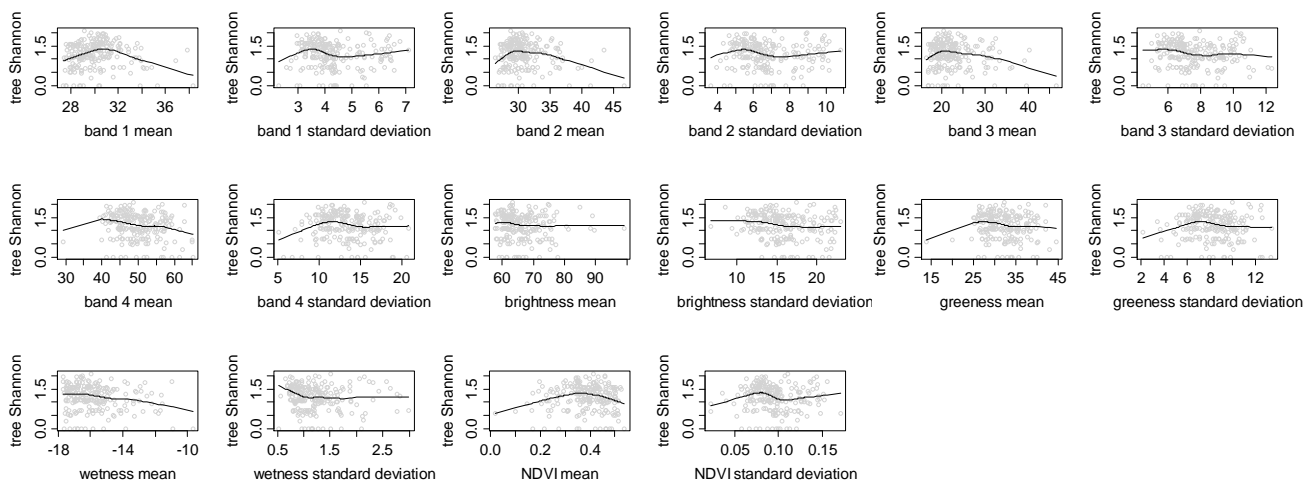 tree Shannon
0.0 1.5
28 32 36
band 1 mean
tree Shannon
0.0 1.5
3 4 5 6 7
band 1 standard deviation
tree Shannon
0.0 1.5
30 35 40 45
band 2 mean
tree Shannon
0.0 1.5
4 6 8 10
band 2 standard deviation
tree Shannon
0.0 1.5
20 30 40
band 3 mean
tree Shannon
0.0 1.5
6 8 10 12
band 3 standard deviation
tree Shannon
0.0 1.5
30 40 50 60
band 4 mean
tree Shannon
0.0 1.5
5 10 15 20
band 4 standard deviation
tree Shannon
0.0 1.5
60 70 80 90
brightness mean
tree Shannon
0.0 1.5
10 15 20
brightness standard deviation
tree Shannon
0.0 1.5
15 25 35 45
greeness mean
tree Shannon
0.0 1.5
2 4 6 8 12
greeness standard deviation
tree Shannon
0.0 1.5
-18 -14 -10
wetness mean
tree Shannon
0.0 1.5
0.5 1.5 2.5
wetness standard deviation
tree Shannon
0.0 1.5
0.0 0.2 0.4
NDVI mean
tree Shannon
0.0 1.5
0.05 0.10 0.15
NDVI standard deviation